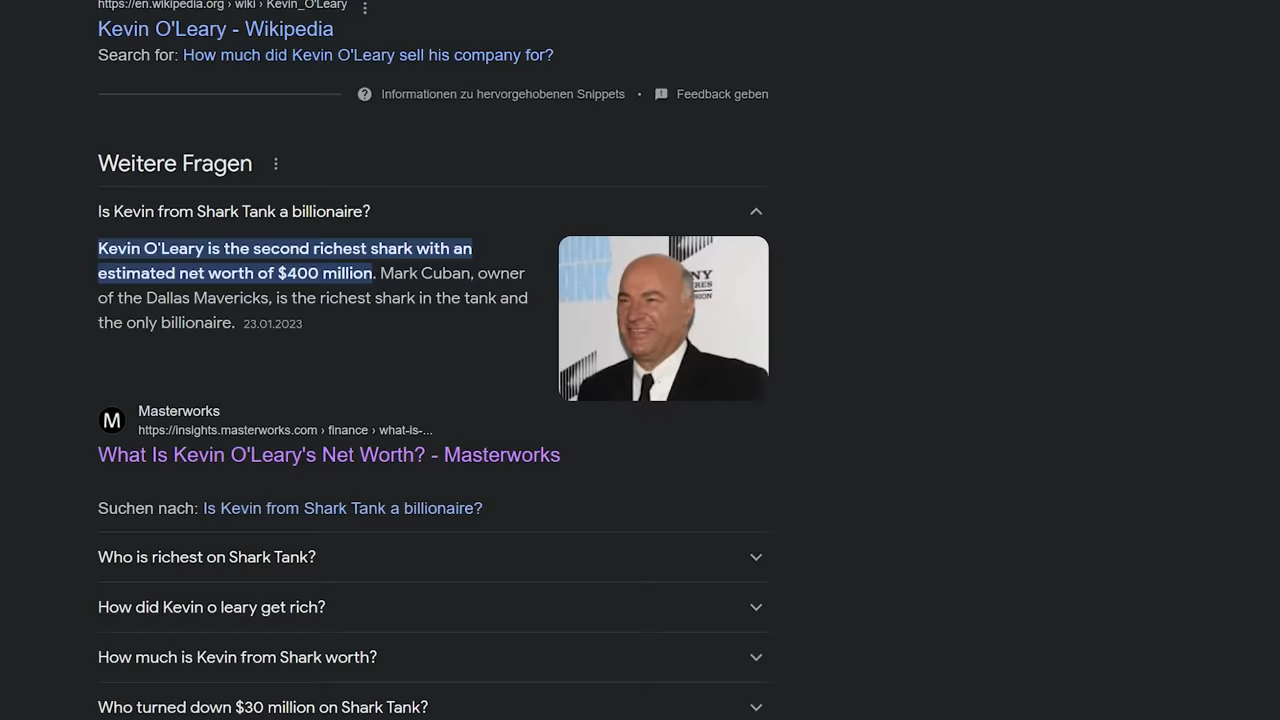 https://en.wikipedia.org › wiki › Kevin_O'Leary
Kevin O'Leary - Wikipedia
Search for: How much did Kevin O'Leary sell his company for?
Informationen zu hervorgehobenen Snippets • Feedback geben
Weitere Fragen
Is Kevin from Shark Tank a billionaire?
Kevin O'Leary is the second richest shark with an
estimated net worth of $400 million. Mark Cuban, owner
of the Dallas Mavericks, is the richest shark in the tank and
the only billionaire. 23.01.2023
ANK
NY
M
Masterworks
https://insights.masterworks.com › finance › what-is-...
What Is Kevin O'Leary's Net Worth? - Masterworks
Suchen nach: Is Kevin from Shark Tank a billionaire?
Who is richest on Shark Tank?
How did Kevin o leary get rich?
How much is Kevin from Shark worth?
Who turned down $30 million on Shark Tank?